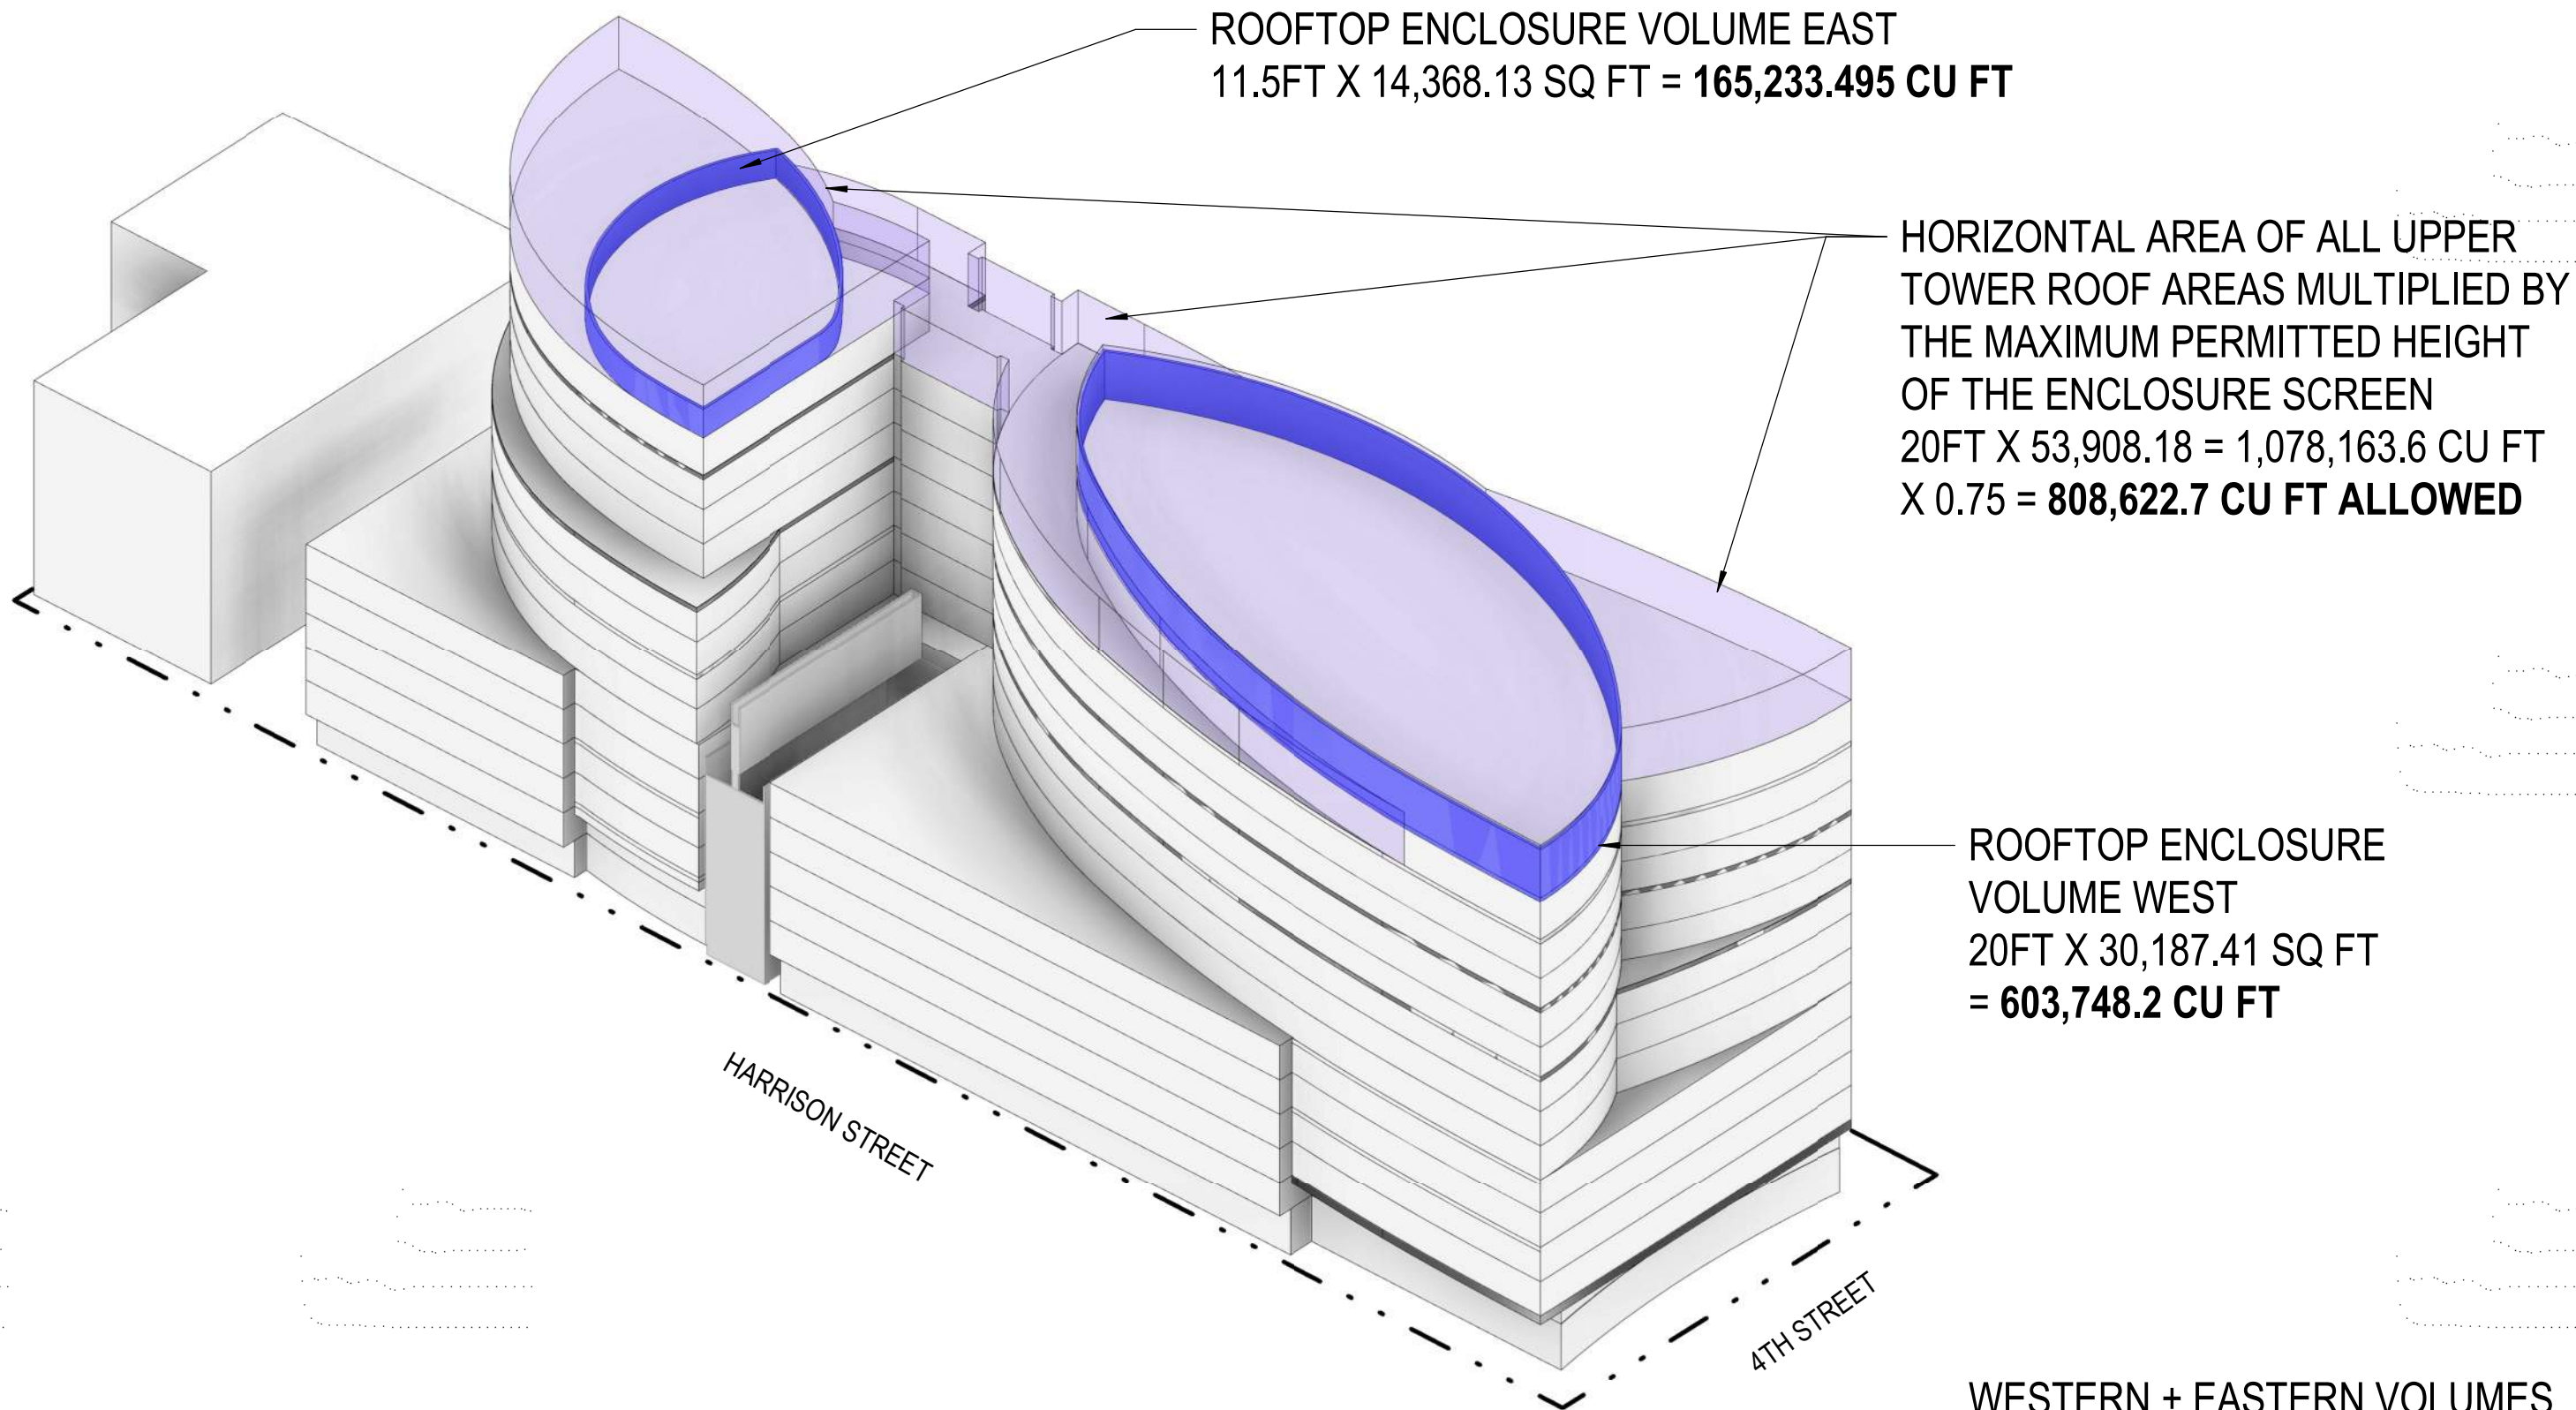 ROOFTOP ENCLOSURE VOLUME EAST
11.5FT X 14,368.13 SQ FT = 165,233.495 CU FT
HORIZONTAL AREA OF ALL UPPER
TOWER ROOF AREAS MULTIPLIED BY
THE MAXIMUM PERMITTED HEIGHT
OF THE ENCLOSURE SCREEN
20FT X 53,908.18 = 1,078,163.6 CU FT
X 0.75 = 808,622.7 CU FT ALLOWED
ROOFTOP ENCLOSURE
VOLUME WEST
20FT X 30,187.41 SQ FT
= 603,748.2 CU FT
HARRISON STREET
4TH STREET
WESTERN + EASTERN VOLUMES